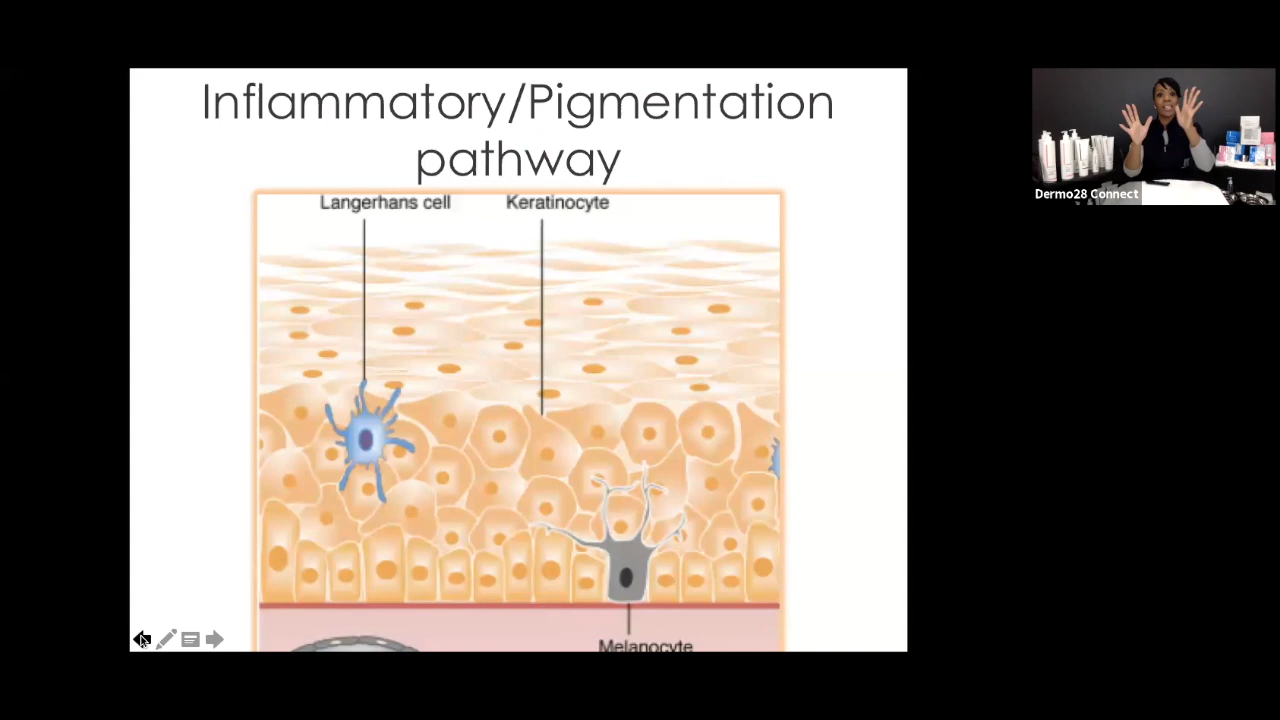 Inflammatory/Pigmentation
pathway
Langerhans cell
Keratinocyte
Melanocyte
Dermo28 Connect